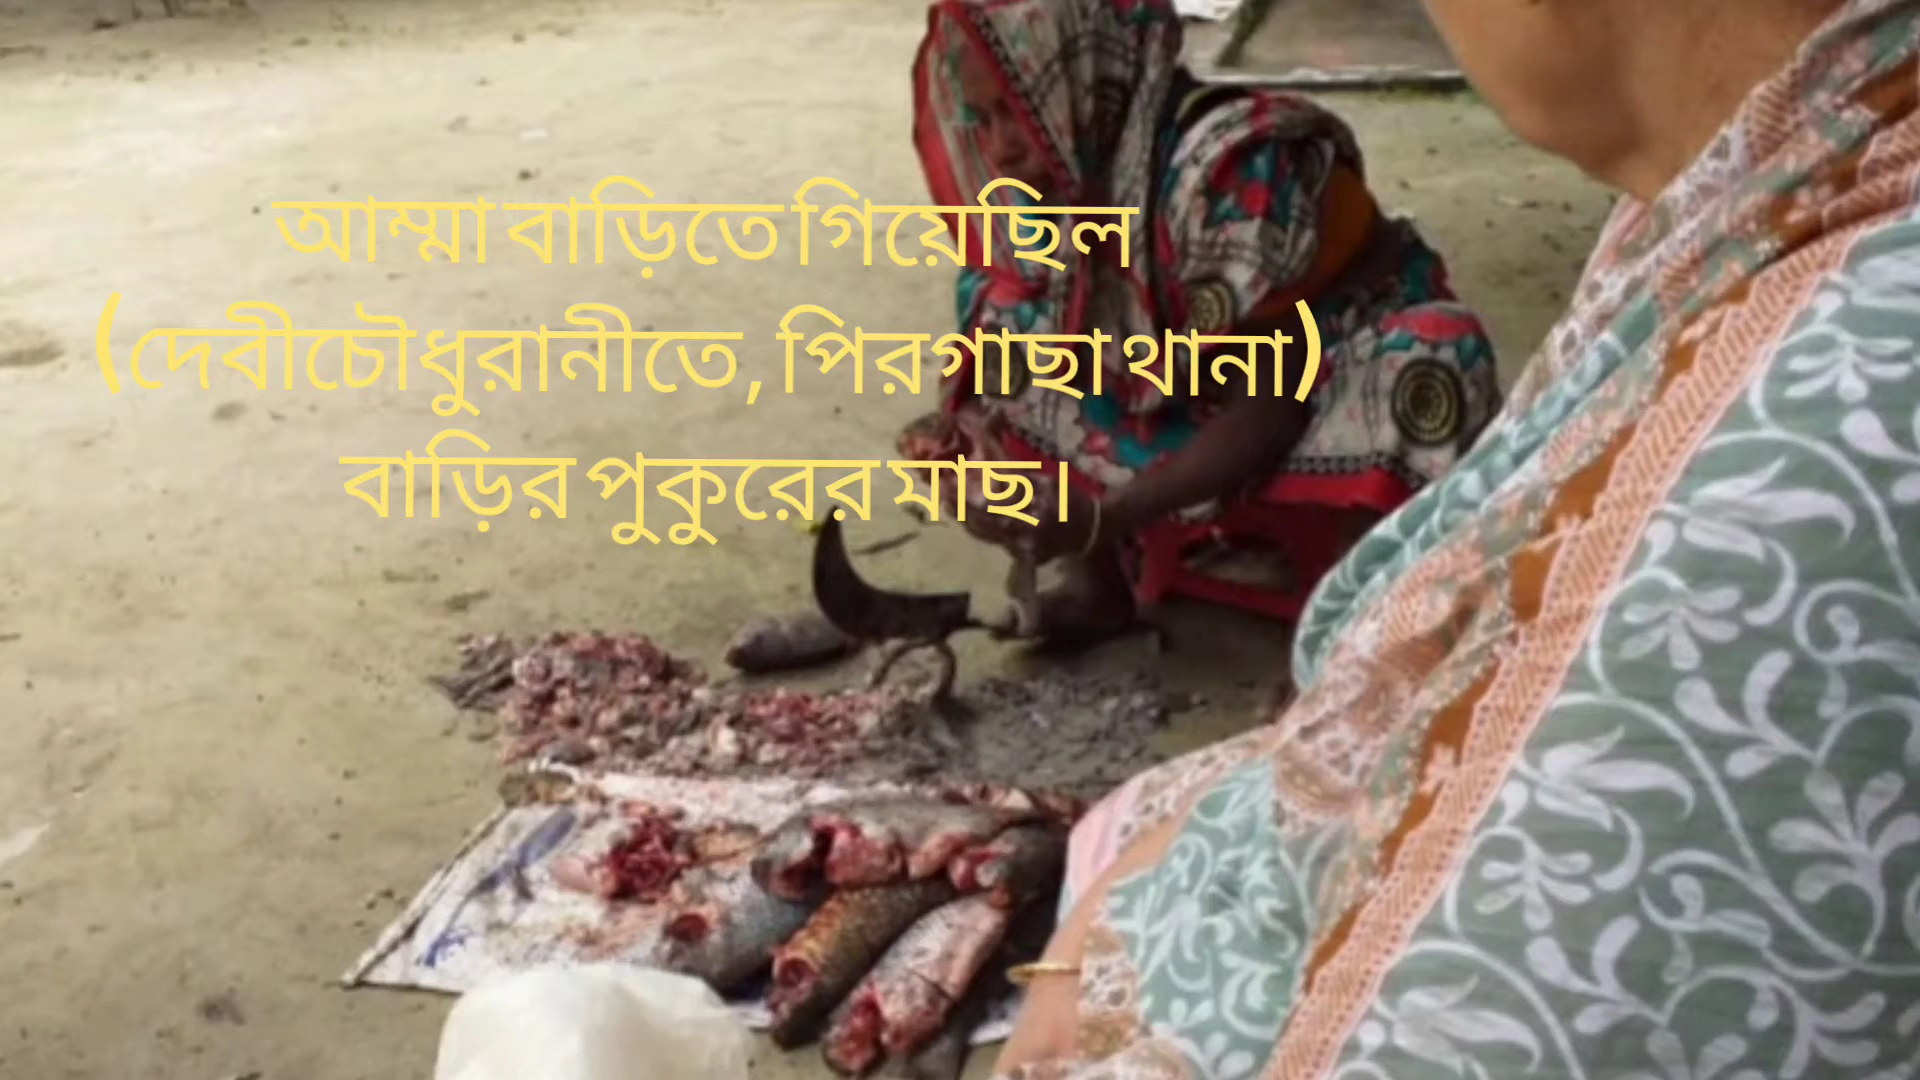 আম্মা বাড়িতে গিয়েছিল
(দেবীচৌধুরানীতে, পিরগাছা থানা)
বাড়ির পুকুরের মাছ।